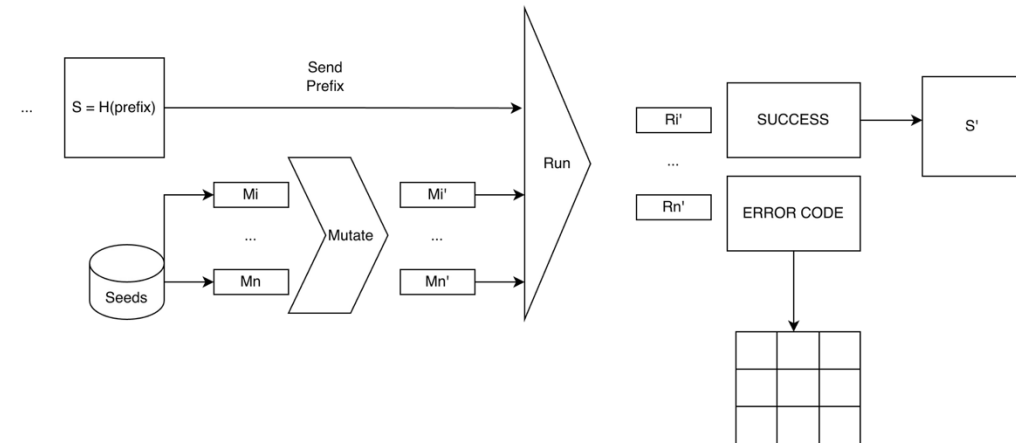 Send
Prefix
...
S = H(prefix)
Ri'
SUCCESS
S'
Run
...
Mi
Mi'
Rn'
ERROR CODE
...
Mutate
...
Seeds
Mn
Mn'